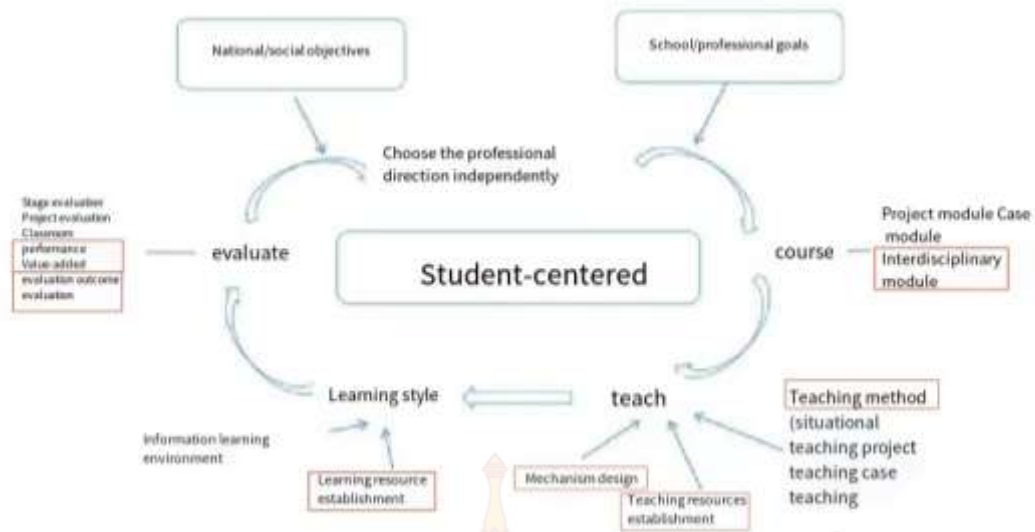 National/social objectives
School/professional goals
Choose the professional
direction independently
Stage evaluation
Project evaluation
Classroom
performance
Value-added
evaluation outcome
evaluation
evaluate
Student-centered
course
Project module Case
module
Interdisciplinary
module
Learning style
teach
Teaching method
(situational
teaching project
teaching case
teaching
Information learning
environment
Learning resource
establishment
Mechanism design
Teaching resources
establishment